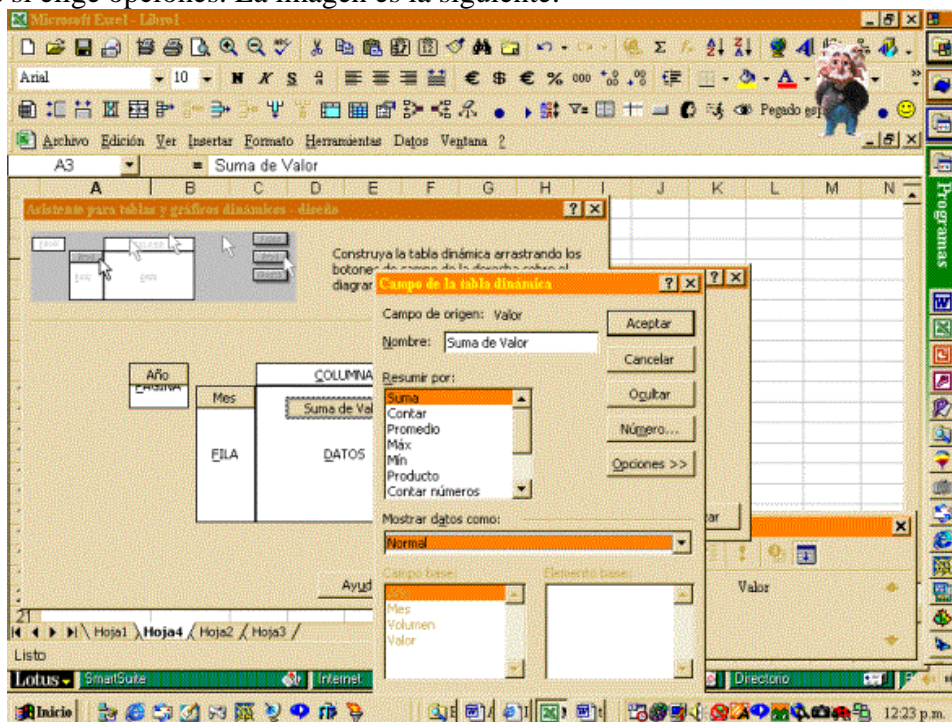 si elige opciones. La imagen es la siguiente:
Microsoft Excel - Libro1
Arial 10 N K S € $ € % 000
Pegado
Archivo Edición Ver Insertar Formato Herramientas Datos Ventana ?
A3 = Suma de Valor
A B C D E F G H I J K L M N
Asistente para tablas y gráficos dinámicos - diseño
Construya la tabla dinámica arrastrando los
botones de campo de la derecha sobre el
Campo de la tabla dinámica
Campo de origen: Valor
Nombre: Suma de Valor
Aceptar
Cancelar
Ocultar
Número...
Opciones >>
Resumir por:
Suma
Contar
Promedio
Máx
Mín
Producto
Contar números
Mostrar datos como:
Normal
Campo base:
Elemento base:
Mes
Volumen
Valor
Año
PÁGINA
COLUMNA
Mes
Suma de Val
FILA
DATOS
Ayud
Valor
Programas
21
Hoja1 Hoja4 Hoja2 Hoja3
Listo
Lotus SmartSuite Internet Directorio
Inicio 12:23 p.m.